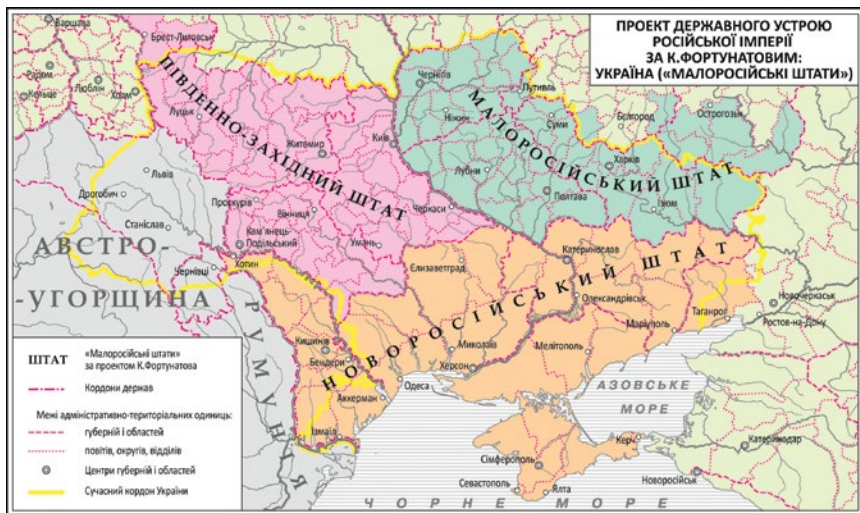 ПРОЕКТ ДЕРЖАВНОГО УСТРОЮ
РОСІЙСЬКОЇ ІМПЕРІЇ
ЗА К.ФОРТУНАТОВИМ:
УКРАЇНА («МАЛОРОСІЙСЬКІ ШТАТИ»)
Варшава
Брест-Литовськ
Радом
Люблін
Холм
Кельце
ПІВДЕННО-ЗАХІДНИЙ ШТАТ
Луцьк
Житомир
Київ
Чернігів
Ніжин
Путивль
МАЛОРОСІЙСЬКИЙ ШТАТ
Суми
Бєлгород
Острогозьк
Харків
Лубни
Полтава
Ізюм
Львів
Дрогобич
Станіслав
Проскурів
Вінниця
Черкаси
Кам'янець-
Подільський
Умань
АВСТРО-
-УГОРЩИНА
Чернівці
Хотин
Єлизаветград
Катеринослав
НОВОРОСІЙСЬКИЙ ШТАТ
Олександрівськ
Новочеркаськ
Таганрог
Ростов-на-Дону
РУМУНІЯ
Кишинів
Бендери
Миколаїв
Маріуполь
Мелітополь
Херсон
Одеса
Аккерман
АЗОВСЬКЕ
МОРЕ
Ізмаїл
Керч
Катеринодар
Сімферополь
Севастополь
Ялта
Новоросійськ
ЧОРНЕ МОРЕ
ШТАТ
«Малоросійські штати»
за проектом К.Фортунатова
Кордони держав
Межі адміністративно-територіальних одиниць:
губерній і областей
повітів, округів, відділів
Центри губерній і областей
Сучасний кордон України